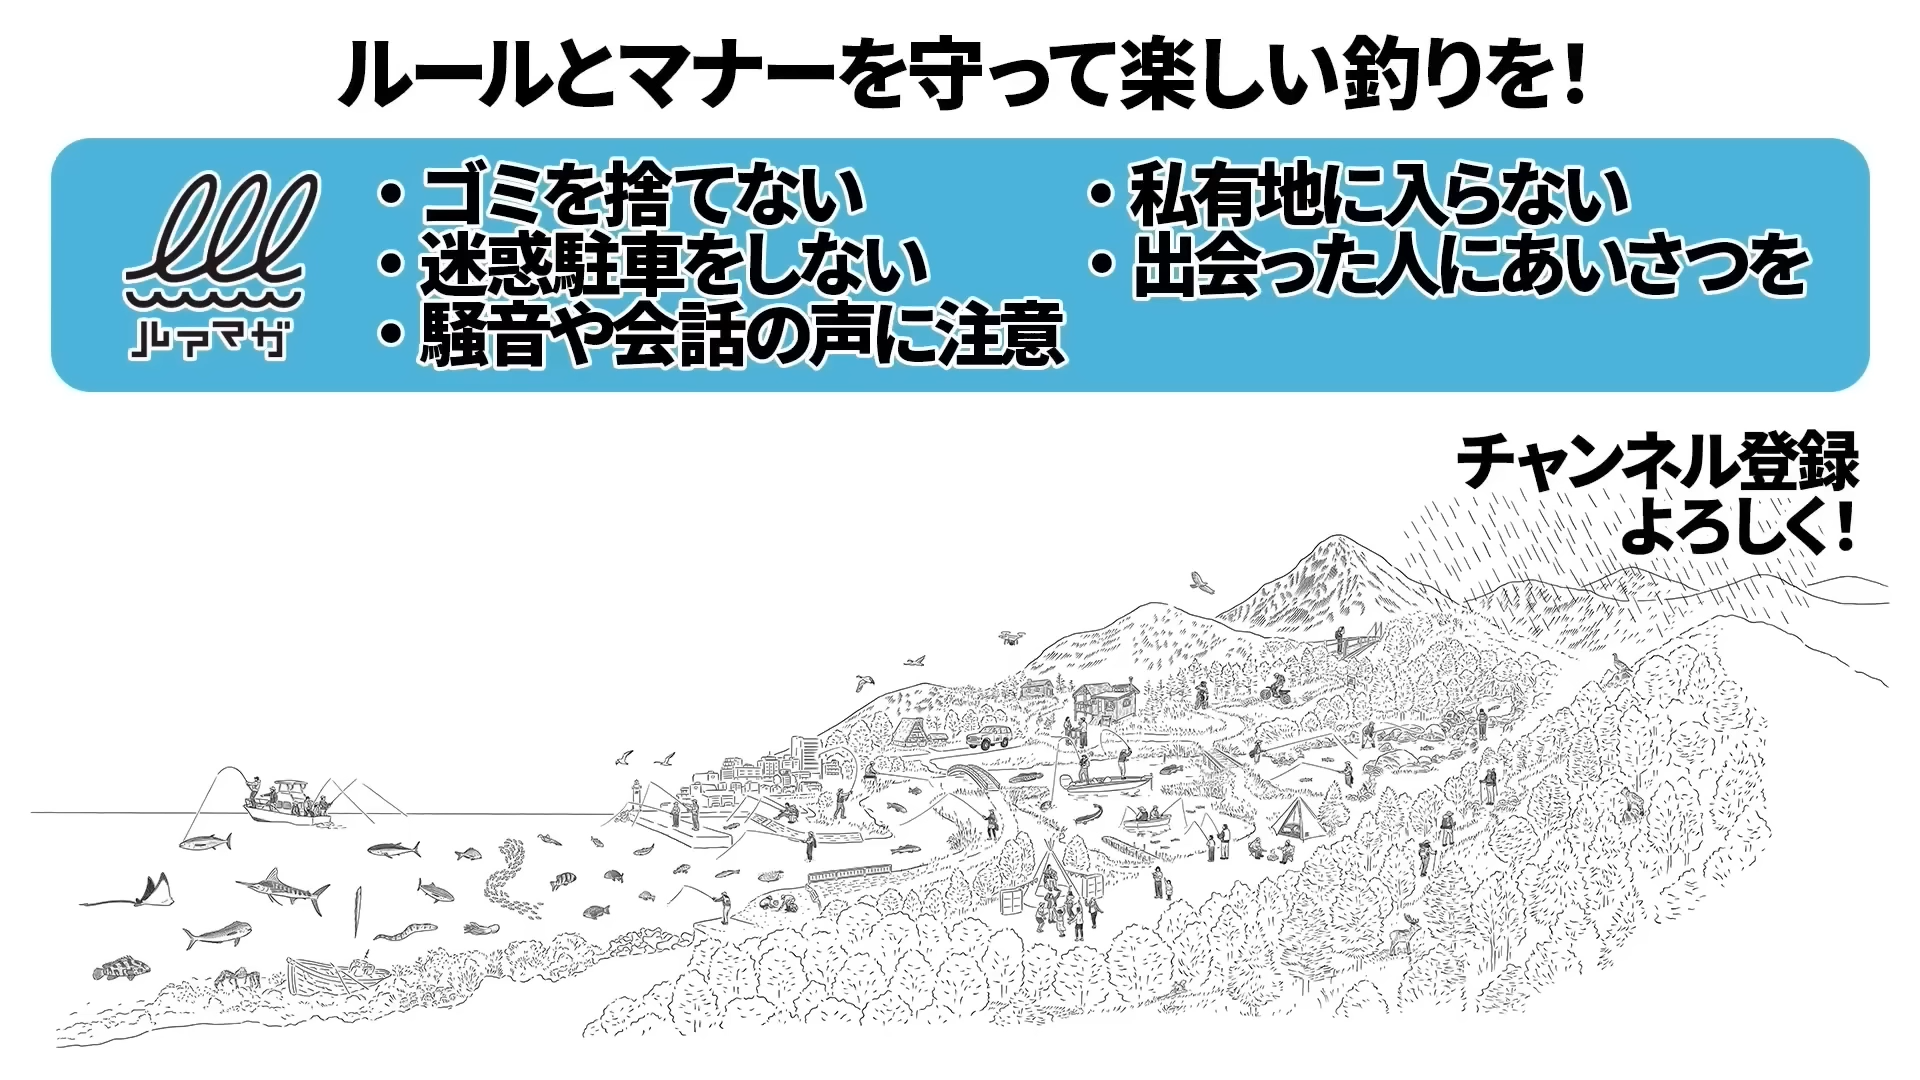 ルールとマナーを守って楽しい釣りを!
ルアマガ
・ゴミを捨てない
・迷惑駐車をしない
・騒音や会話の声に注意
・私有地に入らない
・出会った人にあいさつを
チャンネル登録
よろしく!